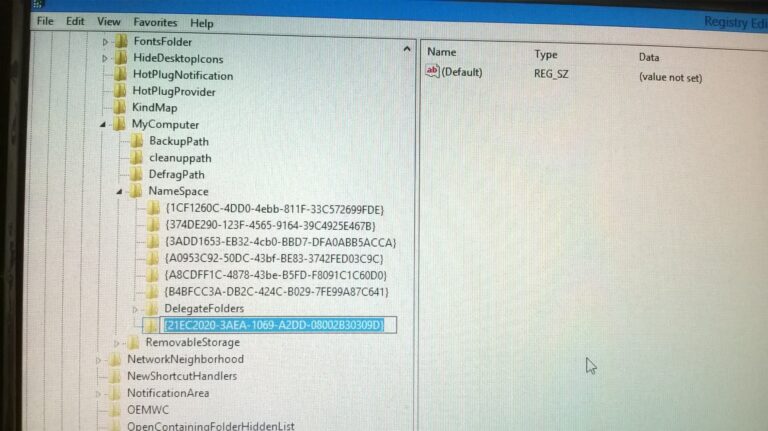 File Edit View Favorites Help
Registry Edi
FontsFolder
HideDesktopIcons
HotPlugNotification
HotPlugProvider
KindMap
MyComputer
BackupPath
cleanuppath
DefragPath
NameSpace
{1CF1260C-4DD0-4ebb-811F-33C572699FDE}
{374DE290-123F-4565-9164-39C4925E467B}
{3ADD1653-EB32-4cb0-BBD7-DFA0ABB5ACCA}
{A0953C92-50DC-43bf-BE83-3742FED03C9C}
{A8CDFF1C-4878-43be-B5FD-F8091C1C60D0}
{B4BFCC3A-DB2C-424C-B029-7FE99A87C641}
DelegateFolders
{21EC2020-3AEA-1069-A2DD-08002B30309D}
RemovableStorage
NetworkNeighborhood
NewShortcutHandlers
NotificationArea
OEMWC
OpenContainingFolderHiddenList
Name Type Data
ab (Default) REG_SZ (value not set)